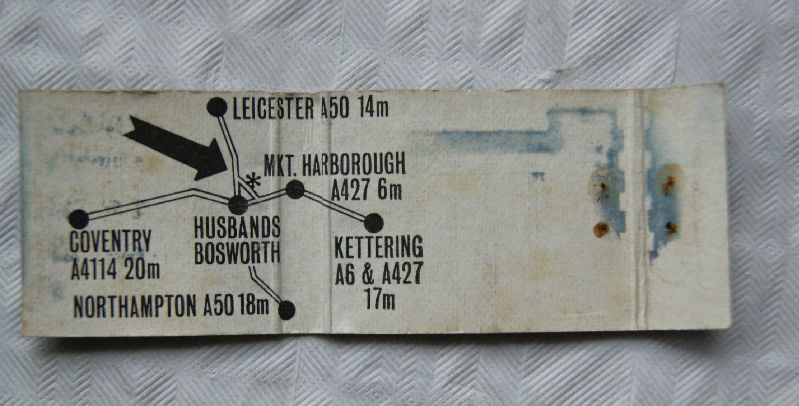 LEICESTER A50 14m
MKT. HARBOROUGH
A427 6m
*
HUSBANDS
BOSWORTH
COVENTRY
A4114 20m
KETTERING
A6 & A427
17m
NORTHAMPTON A50 18m